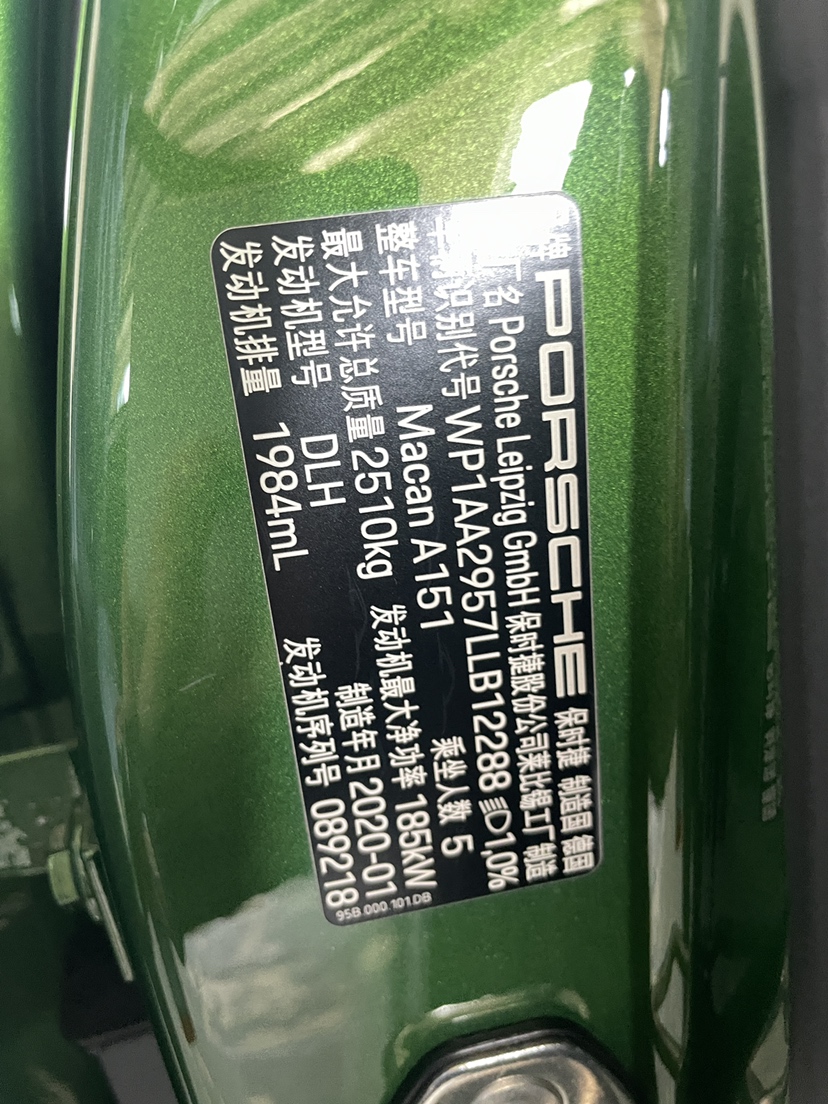 品牌 PORSCHE 保时捷 制造国 德国
厂名 Porsche Leipzig GmbH 保时捷股份公司莱比锡工厂 制造
车辆识别代号 WP1AA2957LLB12288 1,0%
整车型号 Macan A151 乘坐人数 5
最大允许总质量 2510kg 发动机最大净功率 185kW
发动机型号 DLH 制造年月 2020-01
发动机排量 1984mL 发动机序列号 089218
95B.000.101.DB